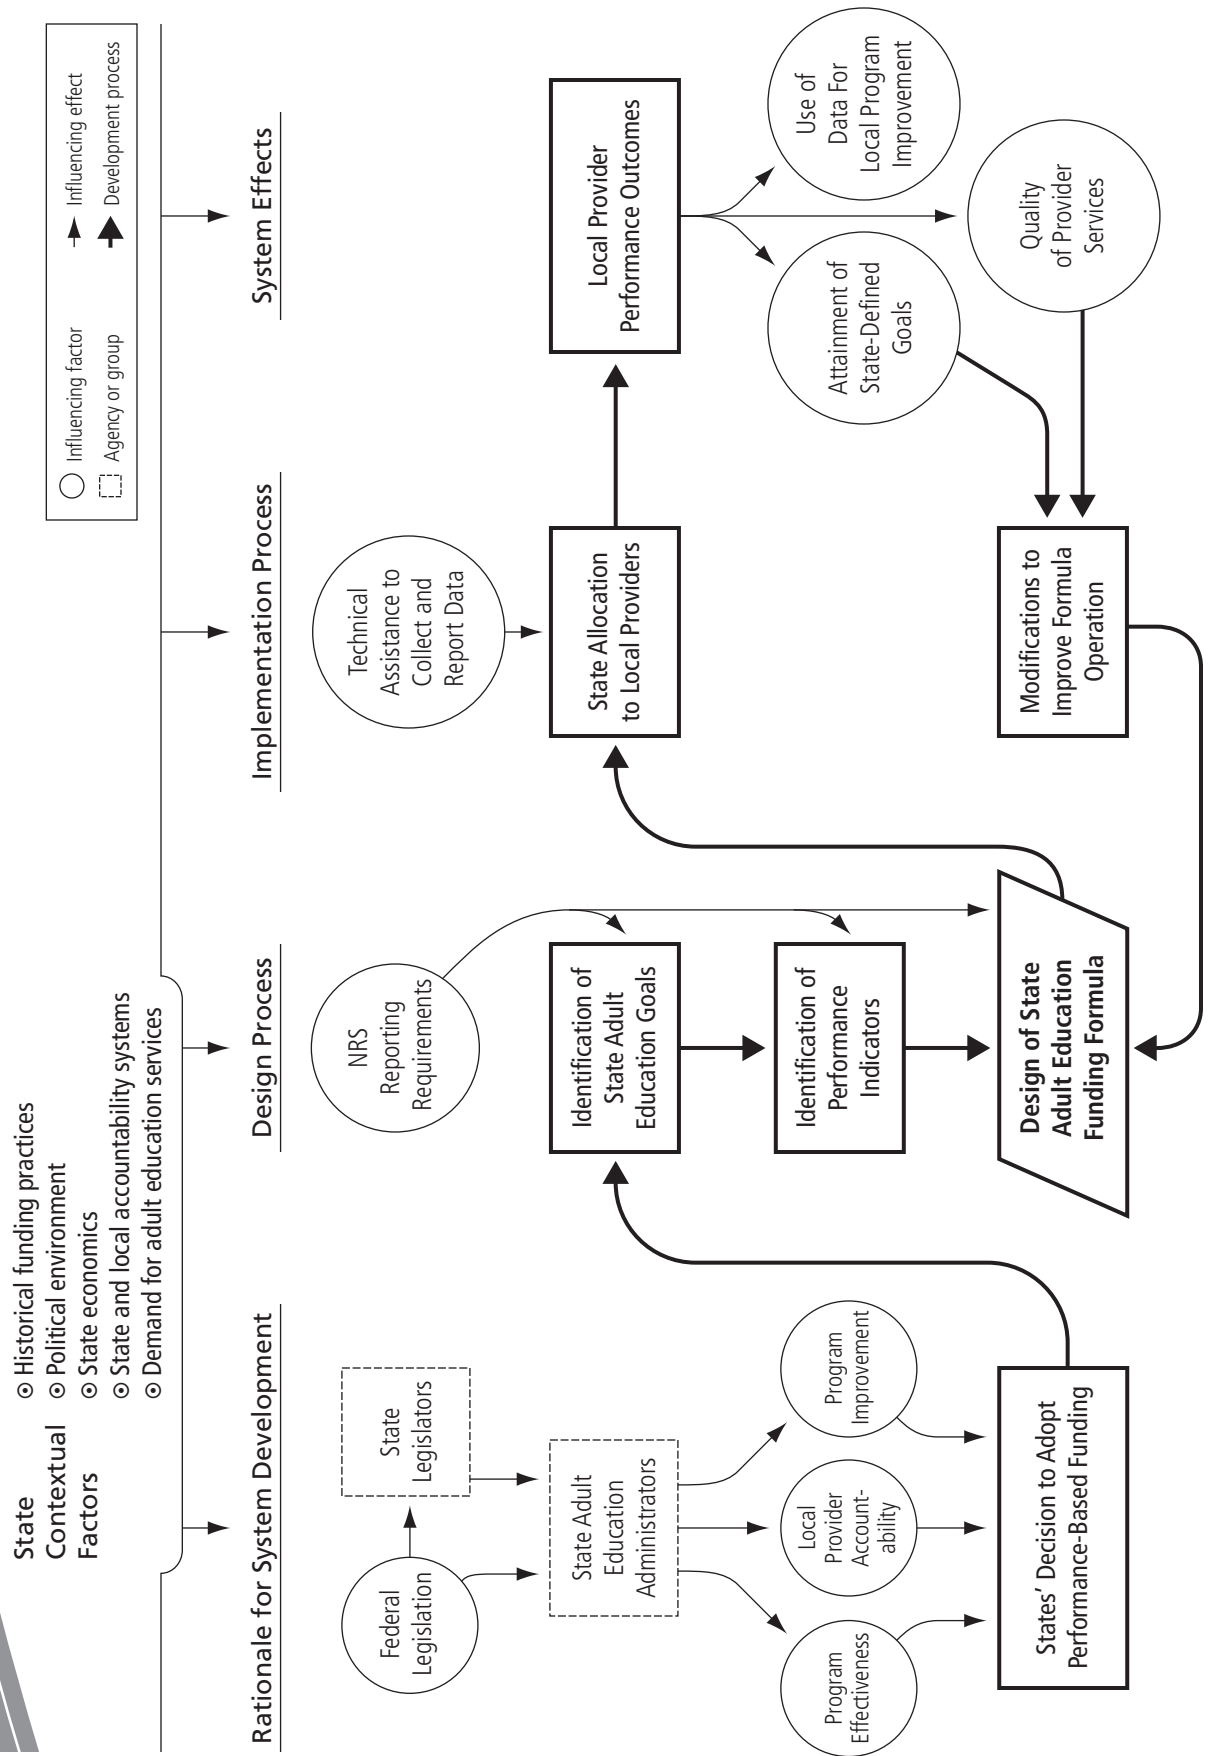 State
Contextual
Factors
⊙ Historical funding practices
⊙ Political environment
⊙ State economics
⊙ State and local accountability systems
⊙ Demand for adult education services
Influencing factor
Influencing effect
Agency or group
Development process
Rationale for System Development
Federal
Legislation
State
Legislators
State Adult
Education
Administrators
Program
Effectiveness
Local
Provider
Account-
ability
Program
Improvement
States’ Decision to Adopt
Performance-Based Funding
Design Process
NRS
Reporting
Requirements
Identification of
State Adult
Education Goals
Identification of
Performance
Indicators
Design of State
Adult Education
Funding Formula
Implementation Process
Technical
Assistance to
Collect and
Report Data
State Allocation
to Local Providers
Modifications to
Improve Formula
Operation
System Effects
Local Provider
Performance Outcomes
Attainment of
State-Defined
Goals
Use of
Data For
Local Program
Improvement
Quality
of Provider
Services